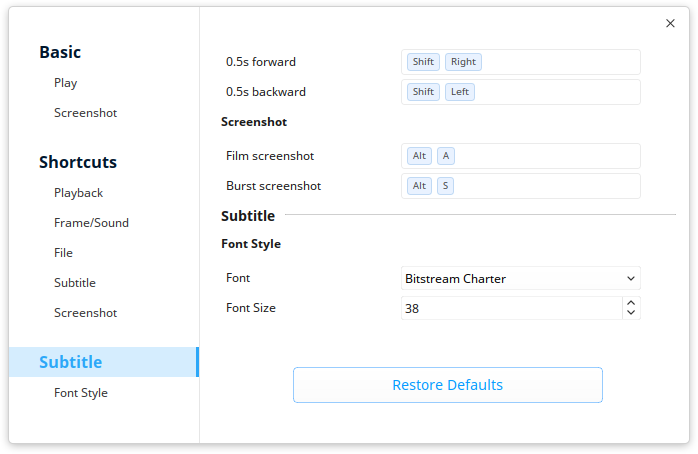 Basic
Play
Screenshot
Shortcuts
Playback
Frame/Sound
File
Subtitle
Screenshot
Subtitle
Font Style
0.5s forward Shift Right
0.5s backward Shift Left
Screenshot
Film screenshot Alt A
Burst screenshot Alt S
Subtitle
Font Style
Font Bitstream Charter
Font Size 38
Restore Defaults